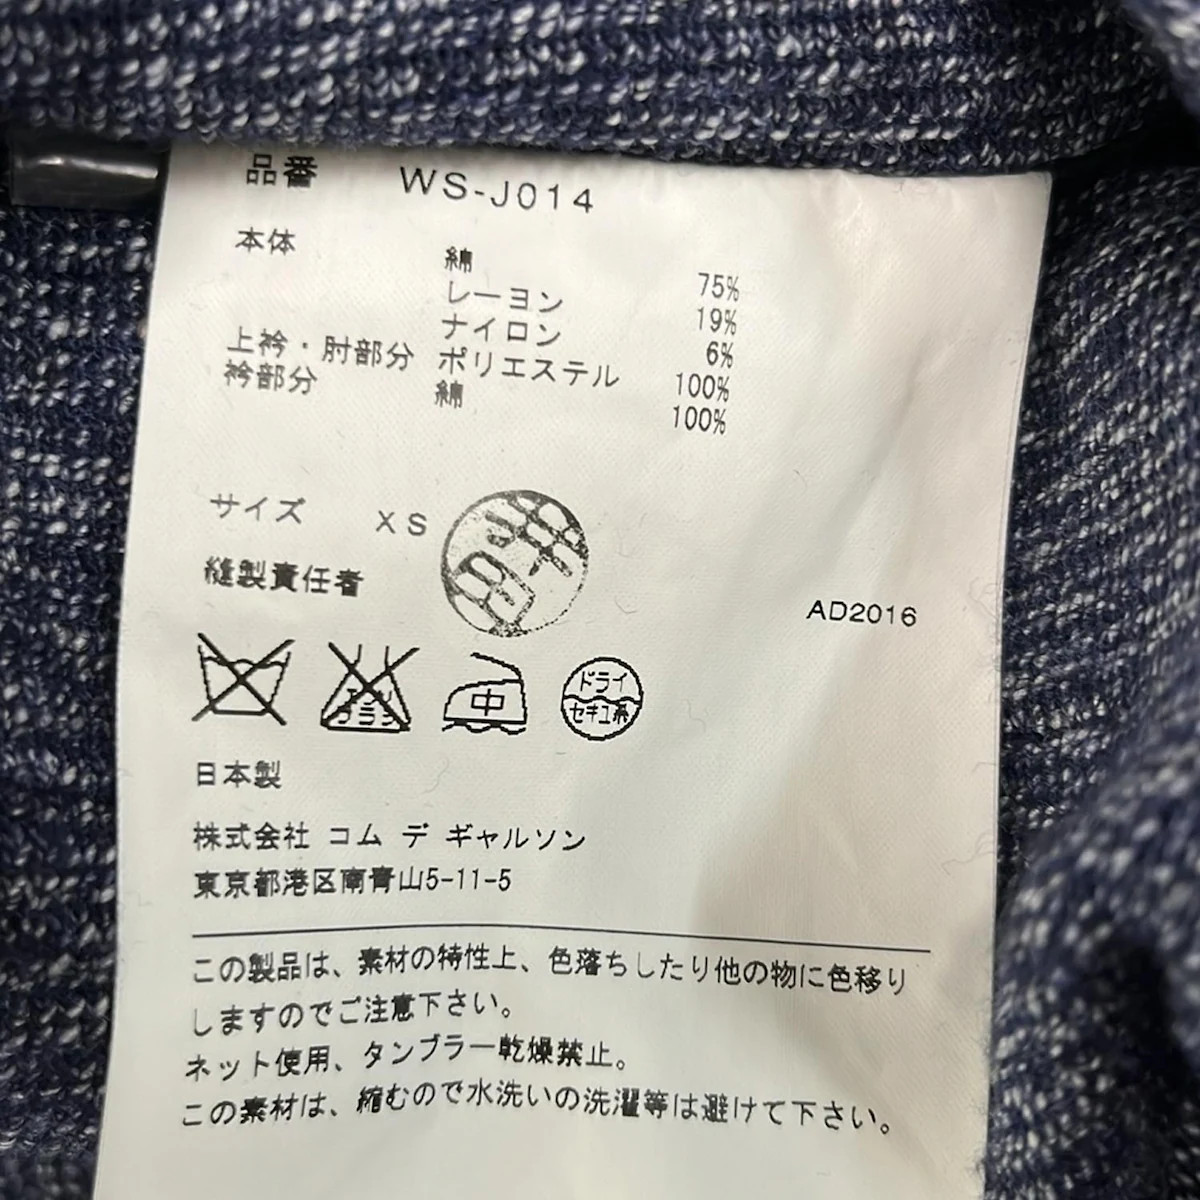 品番 WS-J014
本体 綿 75%
レーヨン 19%
ナイロン 6%
上衿・肘部分 ポリエステル 100%
衿部分 綿 100%
サイズ XS
縫製責任者
AD2016
エンソ
フラン
中
ドライ
セキユ系
日本製
株式会社 コム デ ギャルソン
東京都港区南青山5-11-5
この製品は、素材の特性上、色落ちしたり他の物に色移り
しますのでご注意下さい。
ネット使用、タンブラー乾燥禁止。
この素材は、縮むので水洗いの洗濯等は避けて下さい。